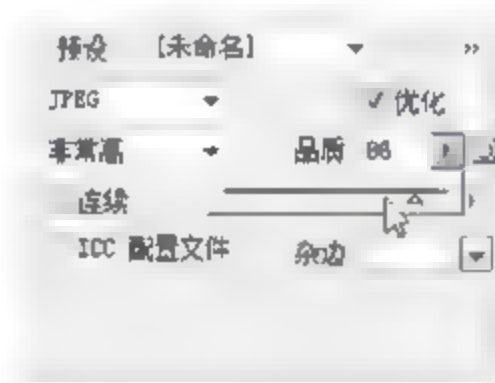 预设 [未命名] »
JPEG ✓ 优化
非常高 品质
连续
ICC 配置文件 杂边